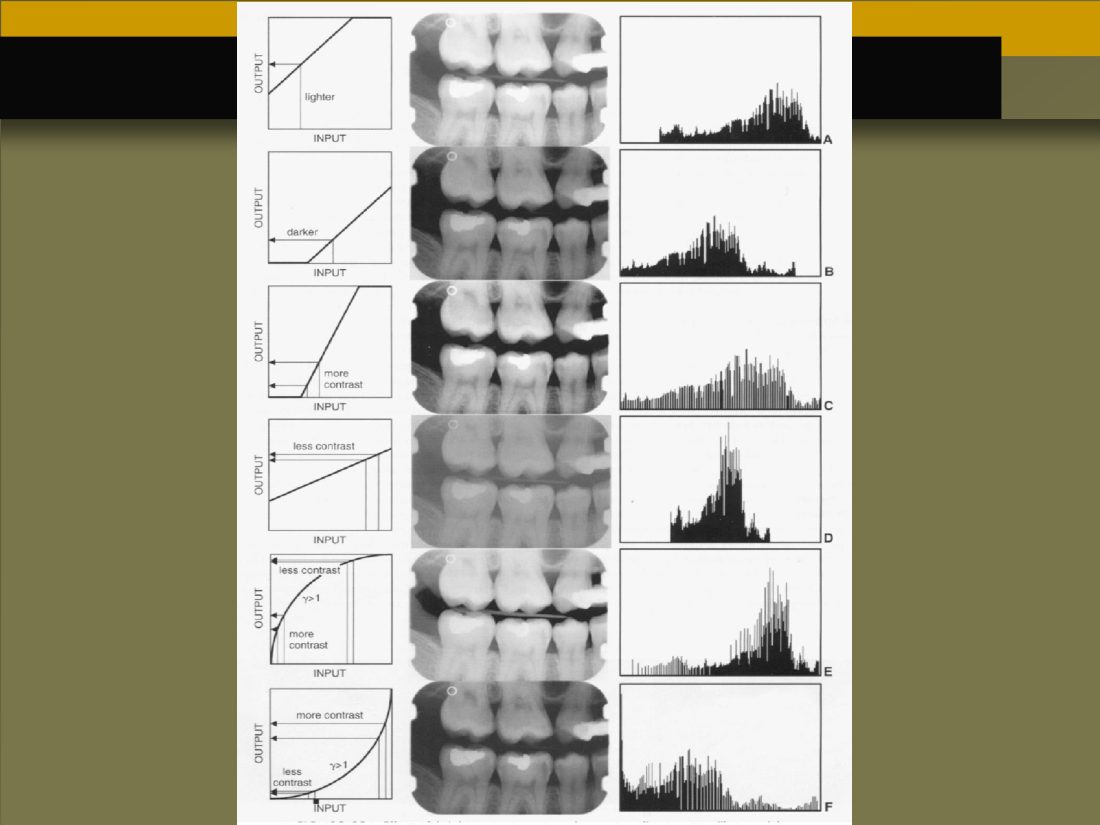 OUTPUT
lighter
INPUT
A
OUTPUT
darker
INPUT
B
OUTPUT
more
contrast
INPUT
C
OUTPUT
less contrast
INPUT
D
OUTPUT
less contrast
γ>1
more
contrast
INPUT
E
OUTPUT
more contrast
γ>1
less
contrast
INPUT
F